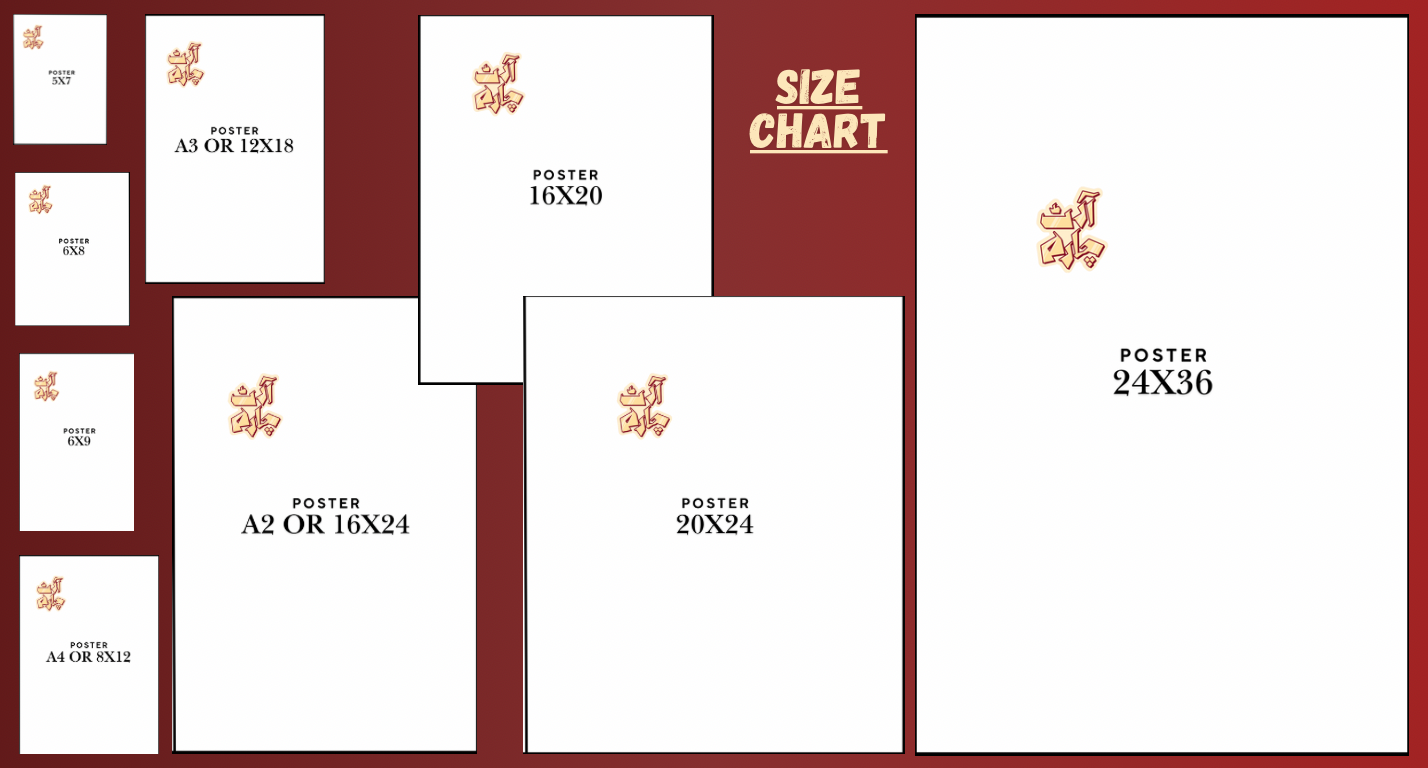 POSTER
5X7
POSTER
6X8
POSTER
6X9
POSTER
A4 OR 8X12
POSTER
A3 OR 12X18
POSTER
A2 OR 16X24
POSTER
16X20
SIZE
CHART
POSTER
20X24
POSTER
24X36